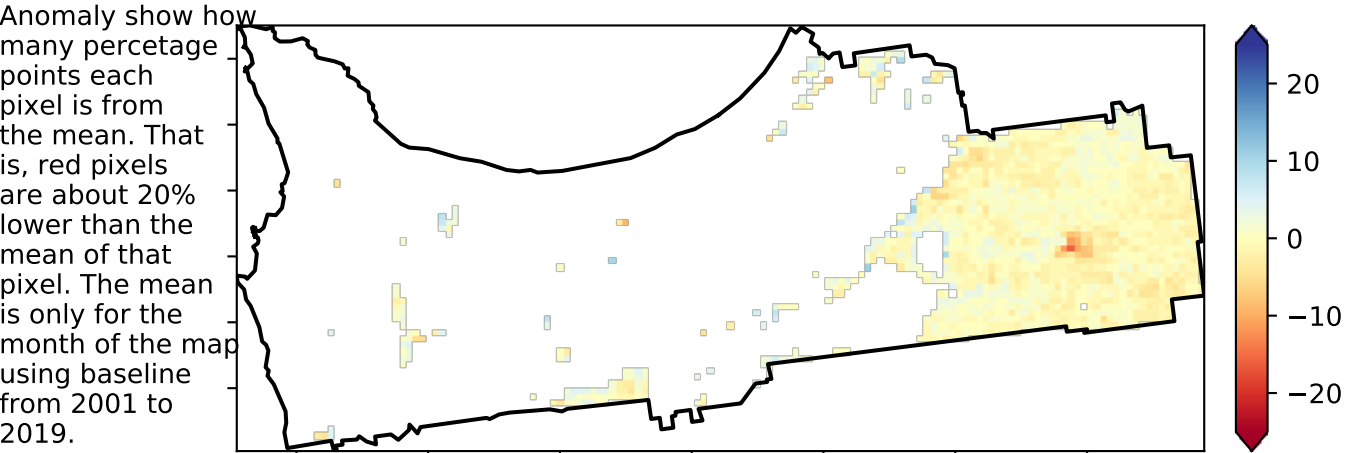 Anomaly show how
many percetage
points each
pixel is from
the mean. That
is, red pixels
are about 20%
lower than the
mean of that
pixel. The mean
is only for the
month of the map
using baseline
from 2001 to
2019.
20
10
0
−10
−20